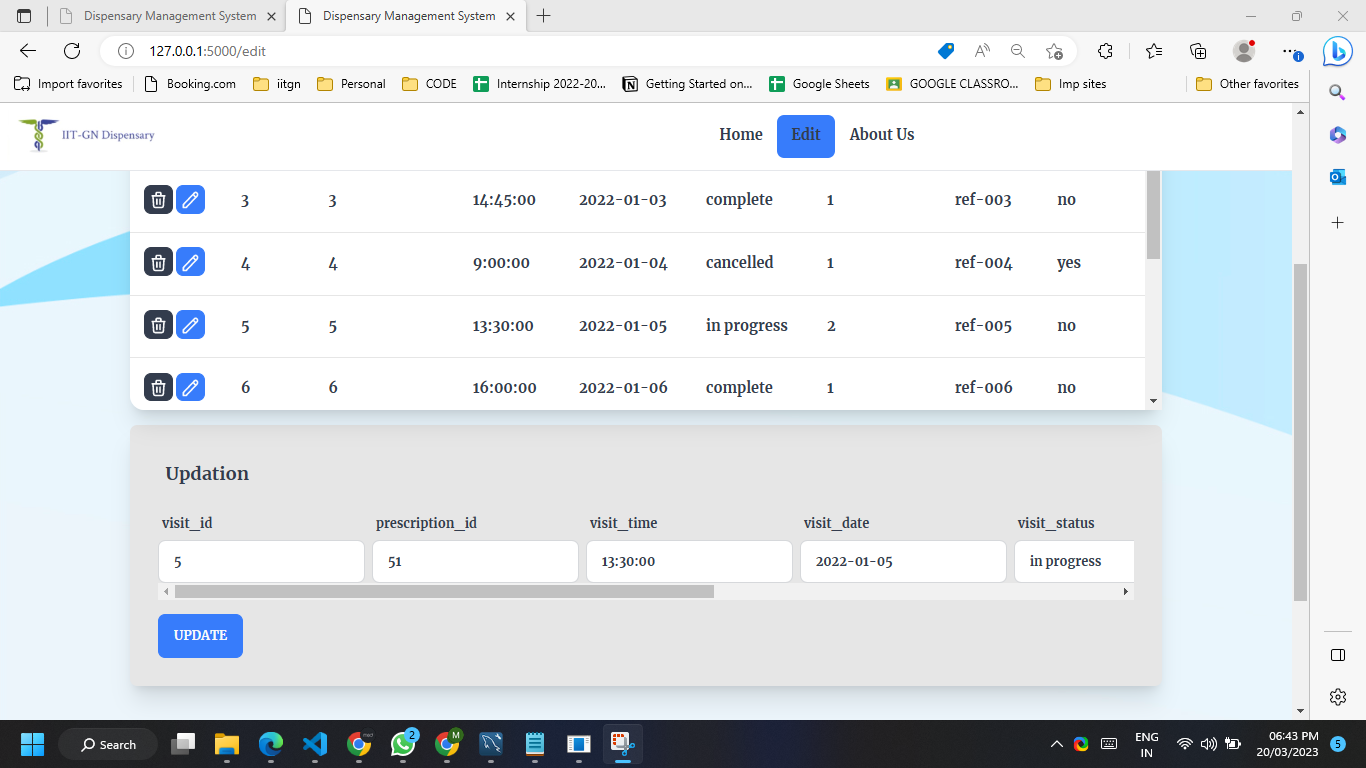 Dispensary Management System
Dispensary Management System
127.0.0.1:5000/edit
Import favorites Booking.com iitgn Personal CODE Internship 2022-20... Getting Started on... Google Sheets GOOGLE CLASSRO... Imp sites Other favorites
IIT-GN Dispensary Home Edit About Us
3 3 14:45:00 2022-01-03 complete 1 ref-003 no
4 4 9:00:00 2022-01-04 cancelled 1 ref-004 yes
5 5 13:30:00 2022-01-05 in progress 2 ref-005 no
6 6 16:00:00 2022-01-06 complete 1 ref-006 no
Updation
visit_id prescription_id visit_time visit_date visit_status
5 51 13:30:00 2022-01-05 in progress
UPDATE
Search med 2 M ENG 06:43 PM 5
IN 20/03/2023